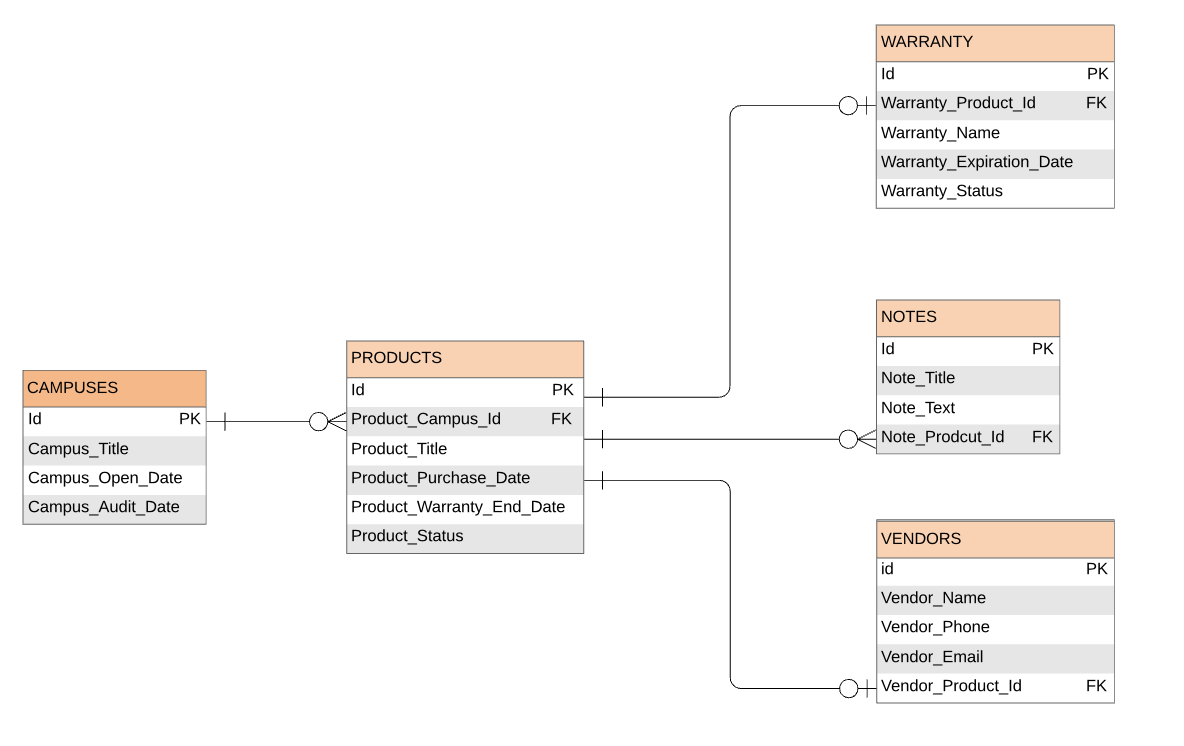 WARRANTY
Id PK
Warranty_Product_Id FK
Warranty_Name
Warranty_Expiration_Date
Warranty_Status
NOTES
Id PK
Note_Title
Note_Text
Note_Prodcut_Id FK
PRODUCTS
Id PK
Product_Campus_Id FK
Product_Title
Product_Purchase_Date
Product_Warranty_End_Date
Product_Status
CAMPUSES
Id PK
Campus_Title
Campus_Open_Date
Campus_Audit_Date
VENDORS
id PK
Vendor_Name
Vendor_Phone
Vendor_Email
Vendor_Product_Id FK